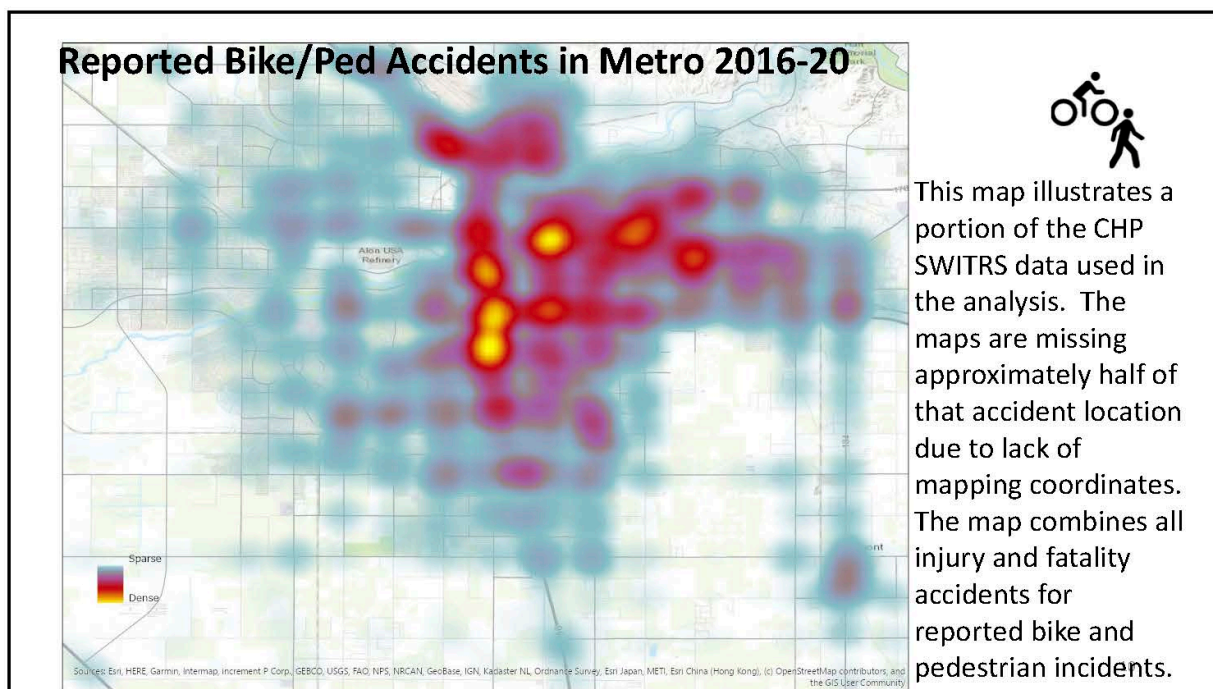 Reported Bike/Ped Accidents in Metro 2016-20
Park
178
Alon USA
Refinery
184
Sparse
Dense
Sources: Esri, HERE, Garmin, Intermap, increment P Corp., GEBCO, USGS, FAO, NPS, NRCAN, GeoBase, IGN, Kadaster NL, Ordnance Survey, Esri Japan, METI, Esri China (Hong Kong), (c) OpenStreetMap contributors, and
the GIS User Community
This map illustrates a
portion of the CHP
SWITRS data used in
the analysis.  The
maps are missing
approximately half of
that accident location
due to lack of
mapping coordinates.
The map combines all
injury and fatality
accidents for
reported bike and
pedestrian incidents.